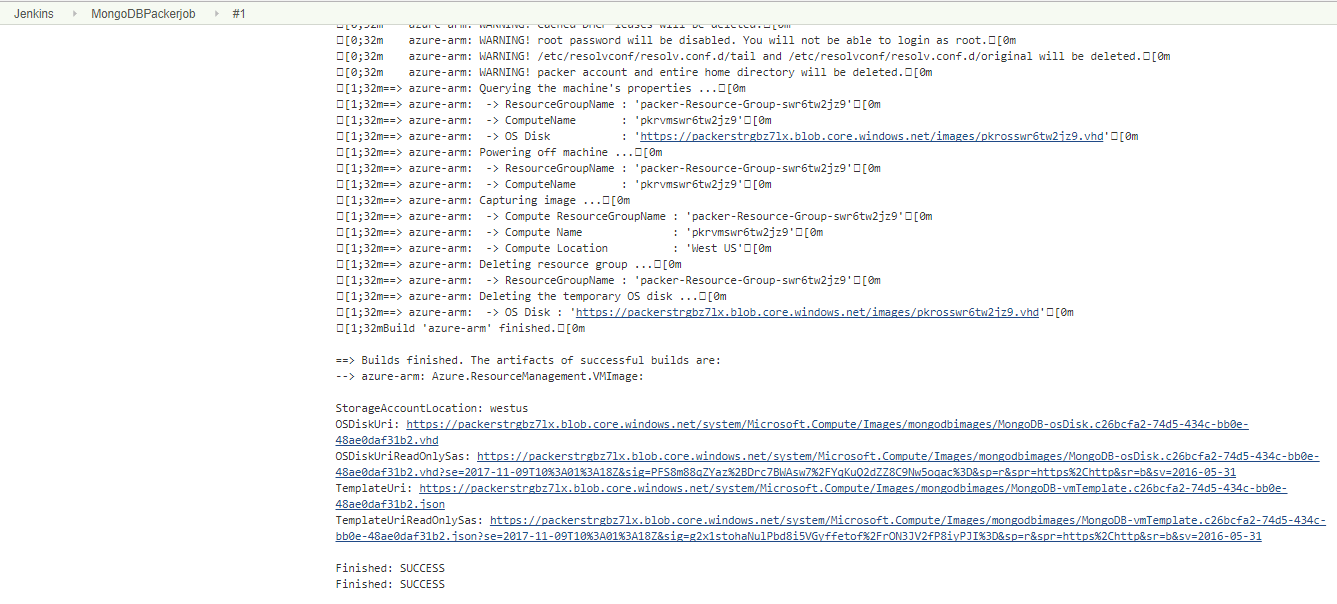 Jenkins MongoDBPackerjob #1
[0;32m    azure-arm: WARNING! Cached DHCP leases will be deleted.[0m
[0;32m    azure-arm: WARNING! root password will be disabled. You will not be able to login as root.[0m
[0;32m    azure-arm: WARNING! /etc/resolvconf/resolv.conf.d/tail and /etc/resolvconf/resolv.conf.d/original will be deleted.[0m
[0;32m    azure-arm: WARNING! packer account and entire home directory will be deleted.[0m
[1;32m==> azure-arm: Querying the machine's properties ...[0m
[1;32m==> azure-arm:  -> ResourceGroupName : 'packer-Resource-Group-swr6tw2jz9'[0m
[1;32m==> azure-arm:  -> ComputeName       : 'pkrvmswr6tw2jz9'[0m
[1;32m==> azure-arm:  -> OS Disk           : 'https://packerstrgbz7lx.blob.core.windows.net/images/pkrosswr6tw2jz9.vhd'[0m
[1;32m==> azure-arm: Powering off machine ...[0m
[1;32m==> azure-arm:  -> ResourceGroupName : 'packer-Resource-Group-swr6tw2jz9'[0m
[1;32m==> azure-arm:  -> ComputeName       : 'pkrvmswr6tw2jz9'[0m
[1;32m==> azure-arm: Capturing image ...[0m
[1;32m==> azure-arm:  -> Compute ResourceGroupName : 'packer-Resource-Group-swr6tw2jz9'[0m
[1;32m==> azure-arm:  -> Compute Name              : 'pkrvmswr6tw2jz9'[0m
[1;32m==> azure-arm:  -> Compute Location          : 'West US'[0m
[1;32m==> azure-arm: Deleting resource group ...[0m
[1;32m==> azure-arm:  -> ResourceGroupName : 'packer-Resource-Group-swr6tw2jz9'[0m
[1;32m==> azure-arm: Deleting the temporary OS disk ...[0m
[1;32m==> azure-arm:  -> OS Disk : 'https://packerstrgbz7lx.blob.core.windows.net/images/pkrosswr6tw2jz9.vhd'[0m
[1;32mBuild 'azure-arm' finished.[0m
==> Builds finished. The artifacts of successful builds are:
--> azure-arm: Azure.ResourceManagement.VMImage:
StorageAccountLocation: westus
OSDiskUri: https://packerstrgbz7lx.blob.core.windows.net/system/Microsoft.Compute/Images/mongodbimages/MongoDB-osDisk.c26bcfa2-74d5-434c-bb0e-
48ae0daf31b2.vhd
OSDiskUriReadOnlySas: https://packerstrgbz7lx.blob.core.windows.net/system/Microsoft.Compute/Images/mongodbimages/MongoDB-osDisk.c26bcfa2-74d5-434c-bb0e-
48ae0daf31b2.vhd?se=2017-11-09T10%3A01%3A18Z&sig=PFS8m88qZYaz%2BDrc7BWAsw7%2FYqKuQ2dZZ8C9Nw5oqac%3D&sp=r&spr=https%2Chttp&sr=b&sv=2016-05-31
TemplateUri: https://packerstrgbz7lx.blob.core.windows.net/system/Microsoft.Compute/Images/mongodbimages/MongoDB-vmTemplate.c26bcfa2-74d5-434c-bb0e-
48ae0daf31b2.json
TemplateUriReadOnlySas: https://packerstrgbz7lx.blob.core.windows.net/system/Microsoft.Compute/Images/mongodbimages/MongoDB-vmTemplate.c26bcfa2-74d5-434c-
bb0e-48ae0daf31b2.json?se=2017-11-09T10%3A01%3A18Z&sig=g2x1stohaNulPbd8i5VGyffetof%2FrON3JV2fP8iyPJI%3D&sp=r&spr=https%2Chttp&sr=b&sv=2016-05-31
Finished: SUCCESS
Finished: SUCCESS